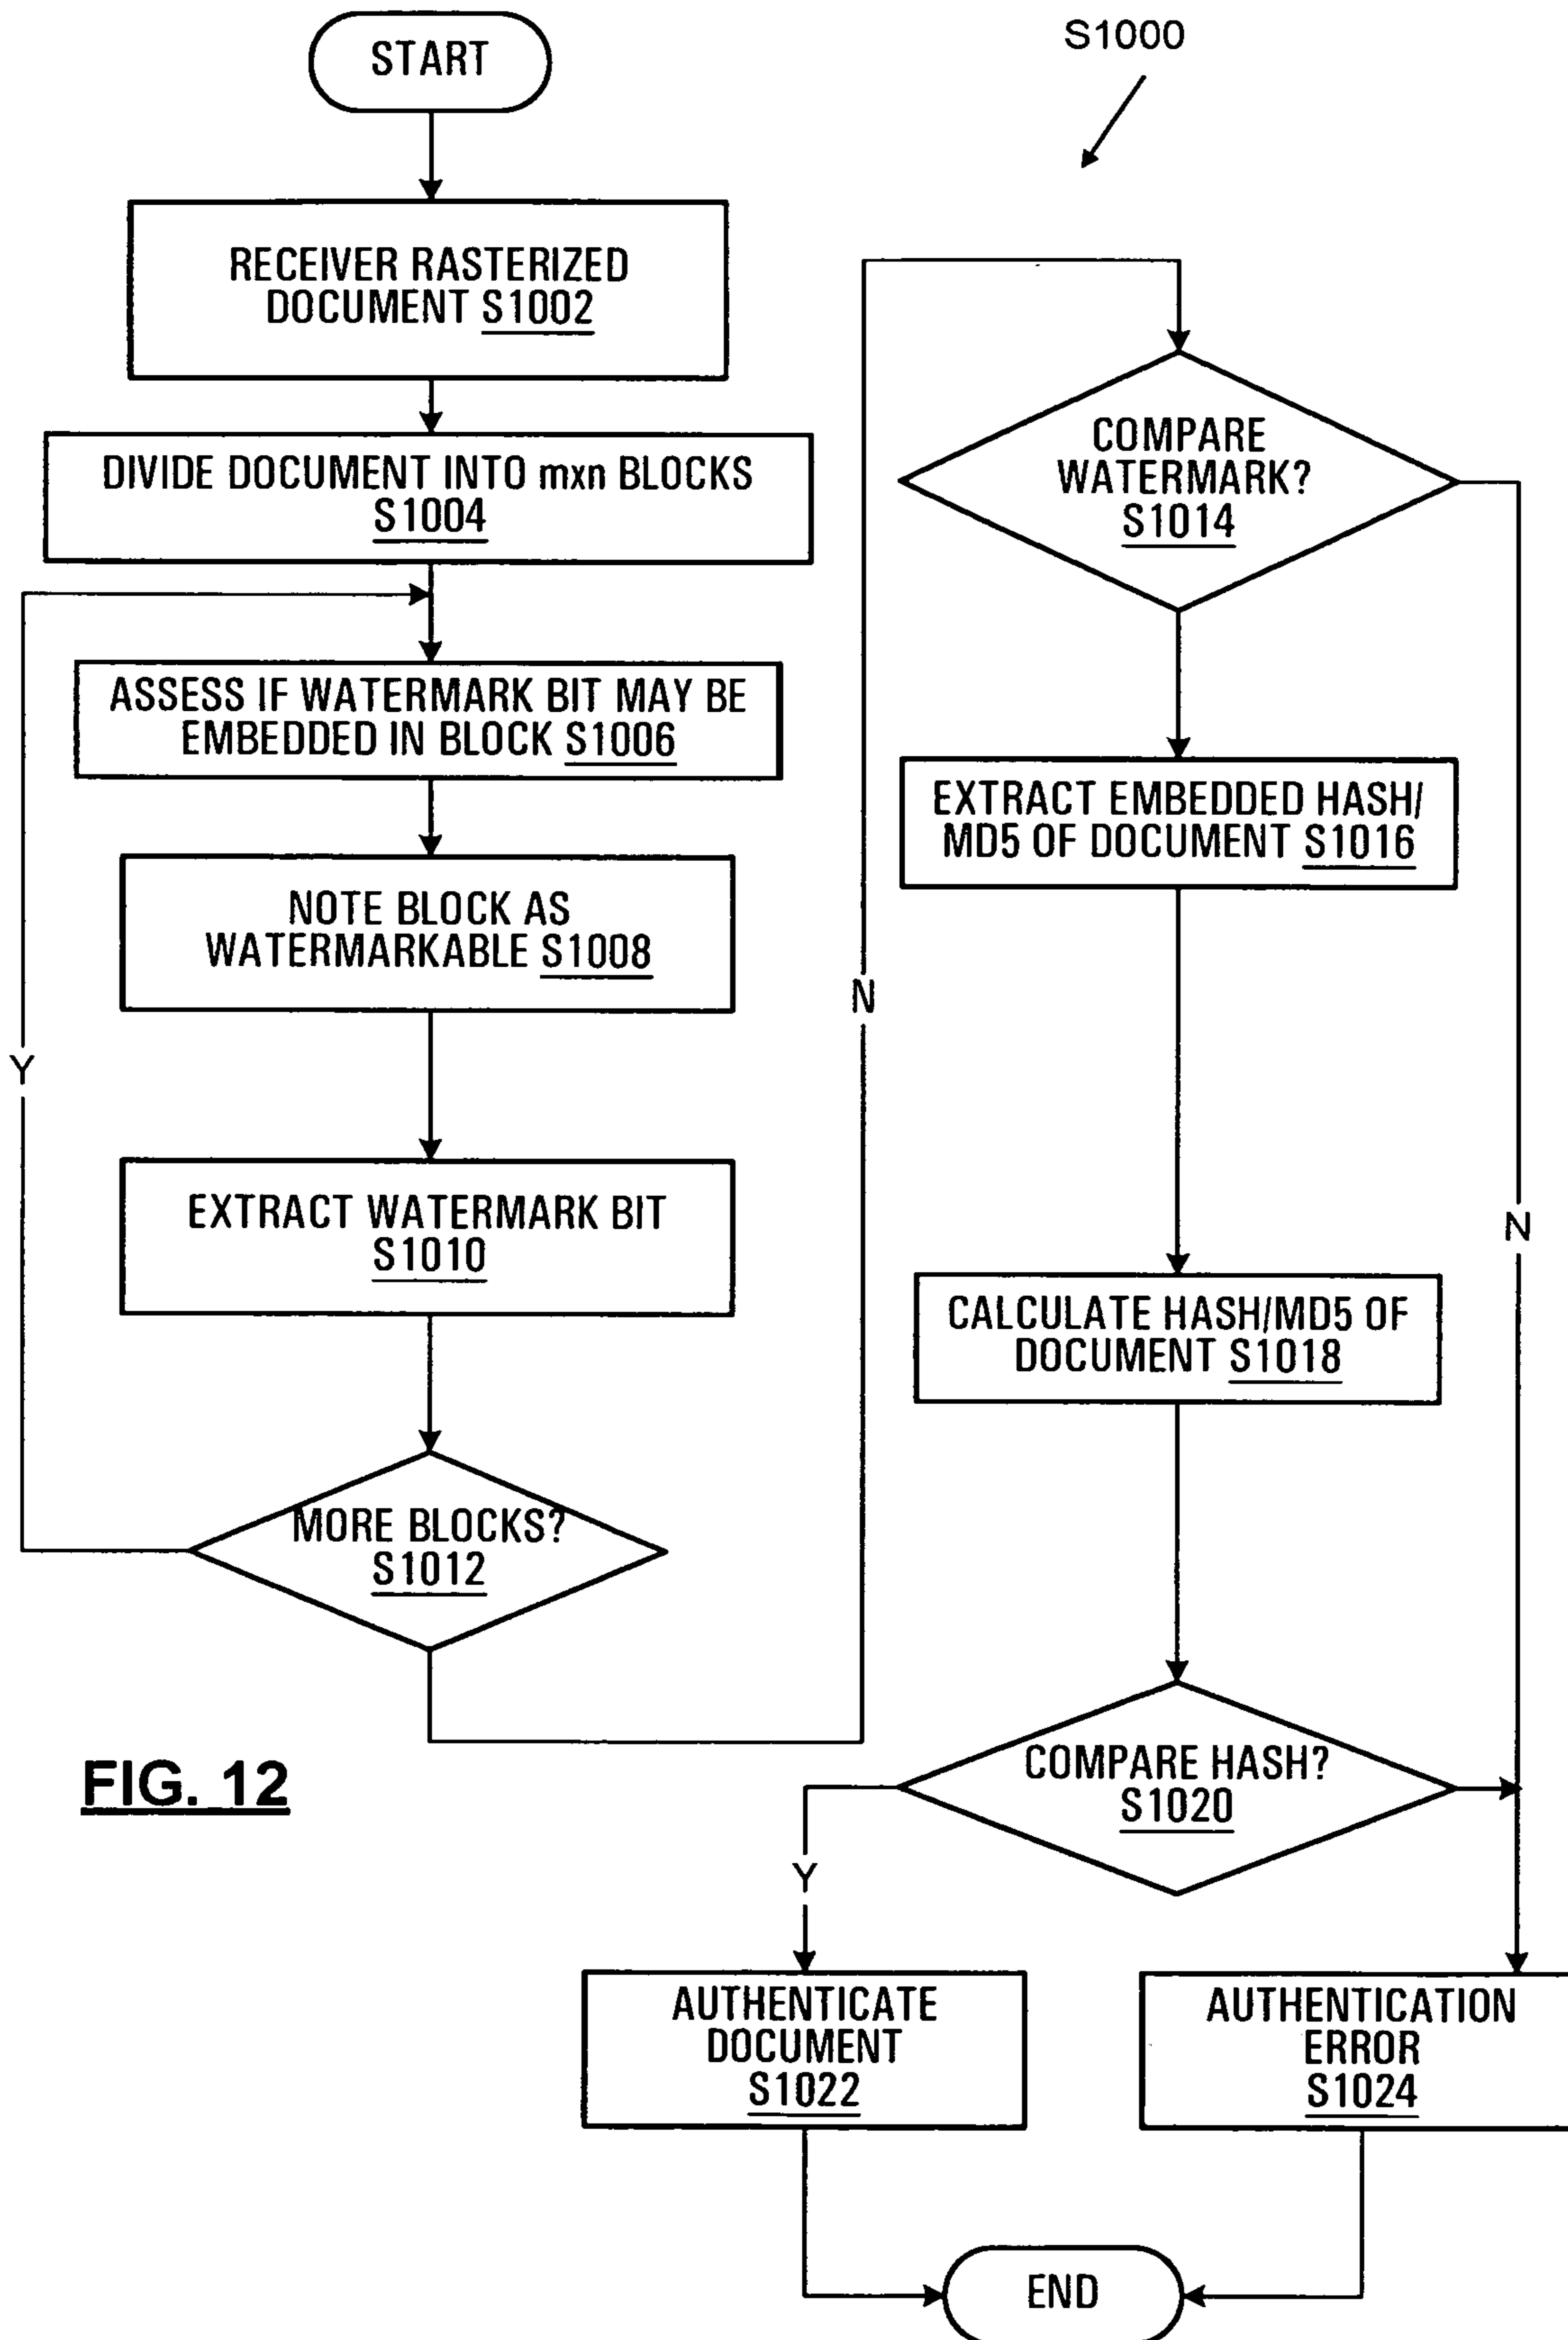 START
S1000
RECEIVER RASTERIZED
DOCUMENT S1002
DIVIDE DOCUMENT INTO mxn BLOCKS
S1004
ASSESS IF WATERMARK BIT MAY BE
EMBEDDED IN BLOCK S1006
NOTE BLOCK AS
WATERMARKABLE S1008
Y
EXTRACT WATERMARK BIT
S1010
MORE BLOCKS?
S1012
N
COMPARE
WATERMARK?
S1014
EXTRACT EMBEDDED HASH/
MD5 OF DOCUMENT S1016
N
CALCULATE HASH/MD5 OF
DOCUMENT S1018
COMPARE HASH?
S1020
FIG. 12
Y
AUTHENTICATE
DOCUMENT
S1022
AUTHENTICATION
ERROR
S1024
END